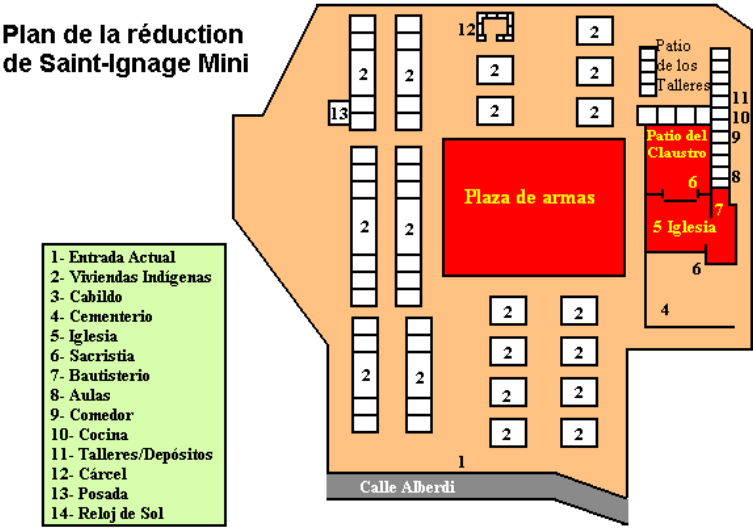 Plan de la réduction
de Saint-Ignage Mini
12
2
2
2
2
2
2
2
2
13
Patio
de los
Talleres
11
10
9
8
Patio del
Claustro
6
7
5 Iglesia
6
4
Plaza de armas
2
2
2
2
2
2
2
2
2
2
2
2
1
Calle Alberdi
1- Entrada Actual
2- Viviendas Indígenas
3- Cabildo
4- Cementerio
5- Iglesia
6- Sacristia
7- Bautisterio
8- Aulas
9- Comedor
10- Cocina
11- Talleres/Depósitos
12- Cárcel
13- Posada
14- Reloj de Sol